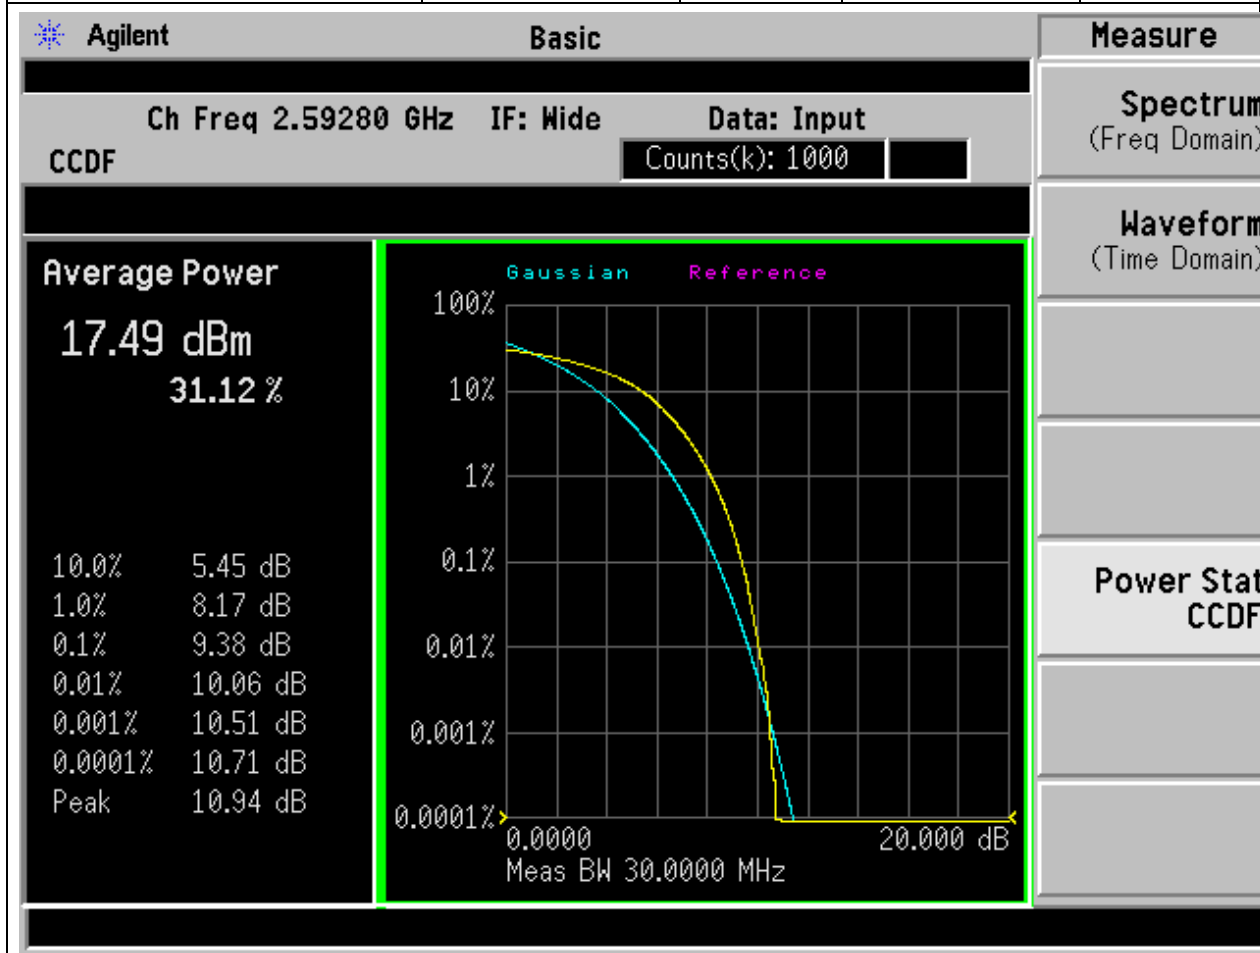 Agilent Basic Measure
Ch Freq 2.59280 GHz IF: Wide Data: Input
CCDF Counts(k): 1000
Average Power
17.49 dBm
31.12 %
10.0% 5.45 dB
1.0% 8.17 dB
0.1% 9.38 dB
0.01% 10.06 dB
0.001% 10.51 dB
0.0001% 10.71 dB
Peak 10.94 dB
Gaussian Reference
100%
10%
1%
0.1%
0.01%
0.001%
0.0001%
0.0000 20.000 dB
Meas BW 30.0000 MHz
Spectrum
(Freq Domain)
Waveform
(Time Domain)
Power Stat
CCDF